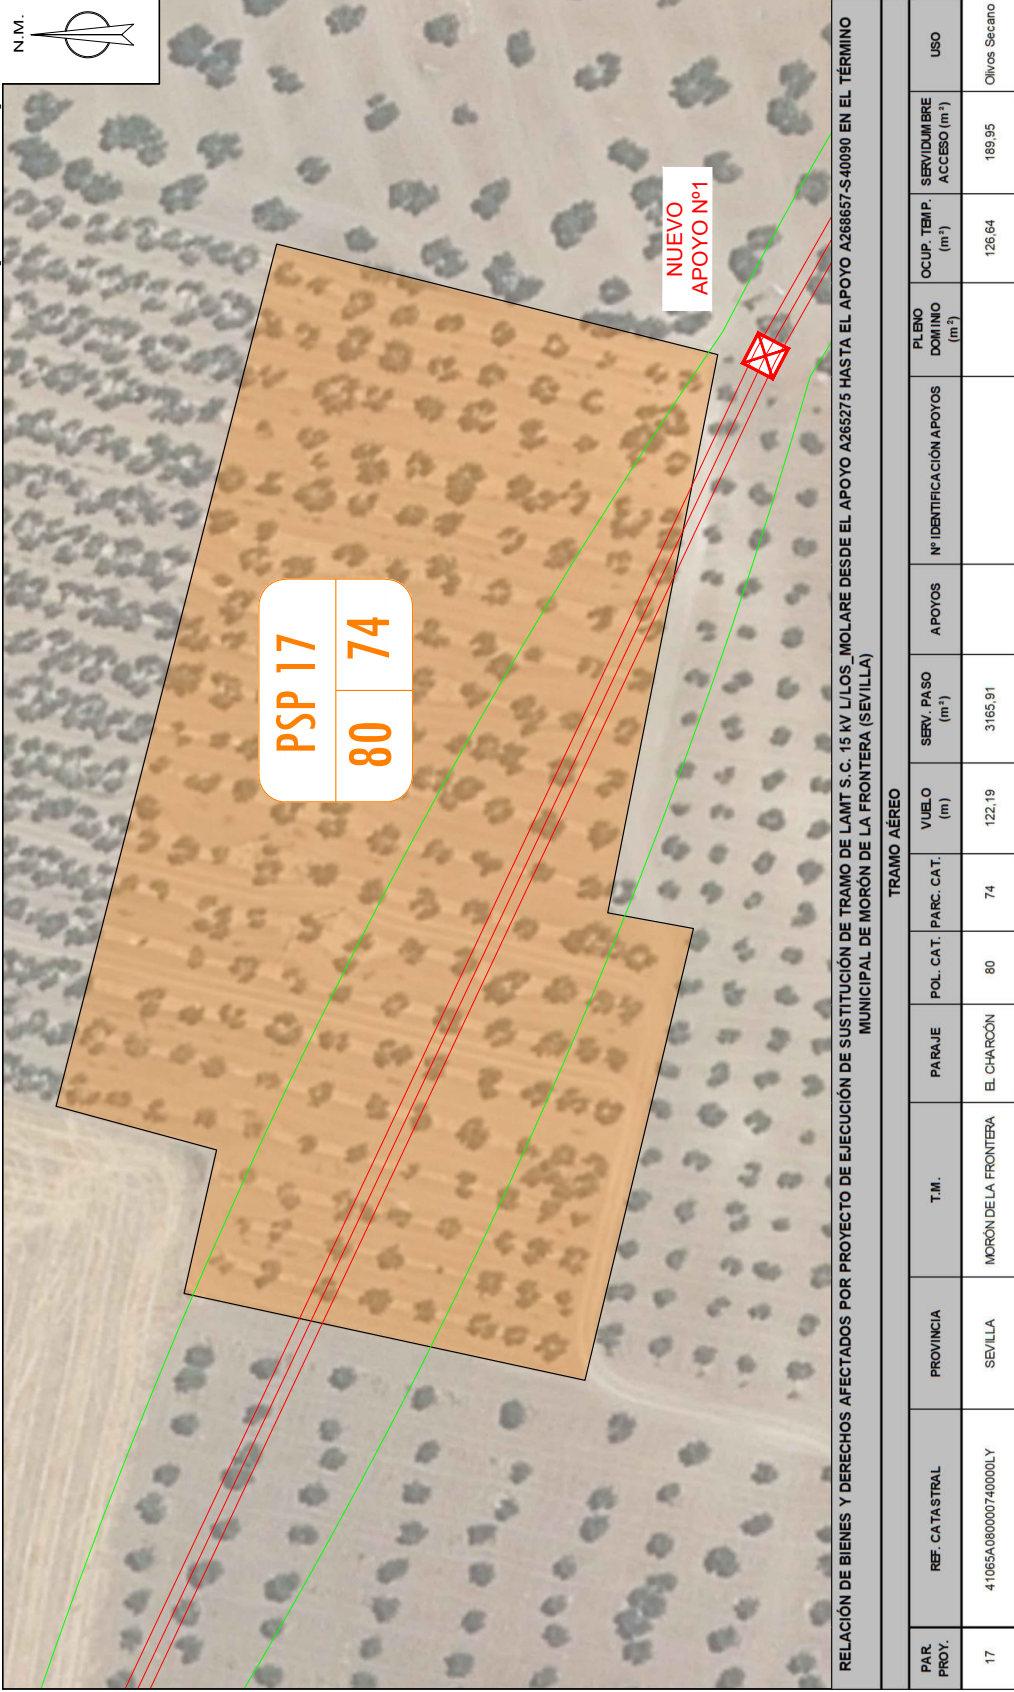 N.M.
NUEVO
APOYO Nº1
PSP 17
80 74
RELACIÓN DE BIENES Y DERECHOS AFECTADOS POR PROYECTO DE EJECUCIÓN DE SUSTITUCIÓN DE TRAMO DE LAMT S.C. 15 kV L/LOS_MOLARE DESDE EL APOYO A265275 HASTA EL APOYO A268657-S40090 EN EL TÉRMINO
MUNICIPAL DE MORÓN DE LA FRONTERA (SEVILLA)
TRAMO AÉREO
PAR. PROY. REF. CATASTRAL PROVINCIA T.M. PARAJE POL. CAT. PARC. CAT. VUELO (m) SERV. PASO (m²) APOYOS Nº IDENTIFICACIÓN APOYOS PLENO DOMINIO (m²) OCUP. TEMP. (m²) SERVIDUMBRE ACCESO (m²) USO
17 41065A080000740000LY SEVILLA MORÓN DE LA FRONTERA EL CHARCÓN 80 74 122,19 3165,91 126,64 189,95 Olivos Secano